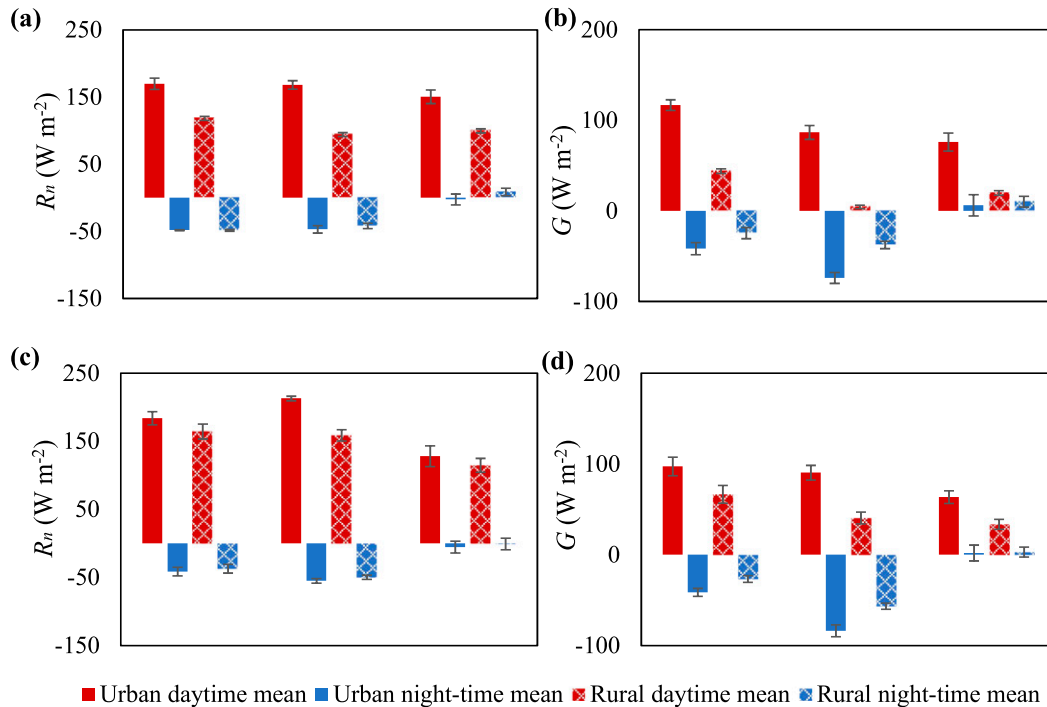 (a)
250
150
50
-50
-150
Rn (W m-2)
(b)
200
100
0
-100
G (W m-2)
(c)
250
150
50
-50
-150
Rn (W m-2)
(d)
200
100
0
-100
G (W m-2)
Urban daytime mean Urban night-time mean Rural daytime mean Rural night-time mean